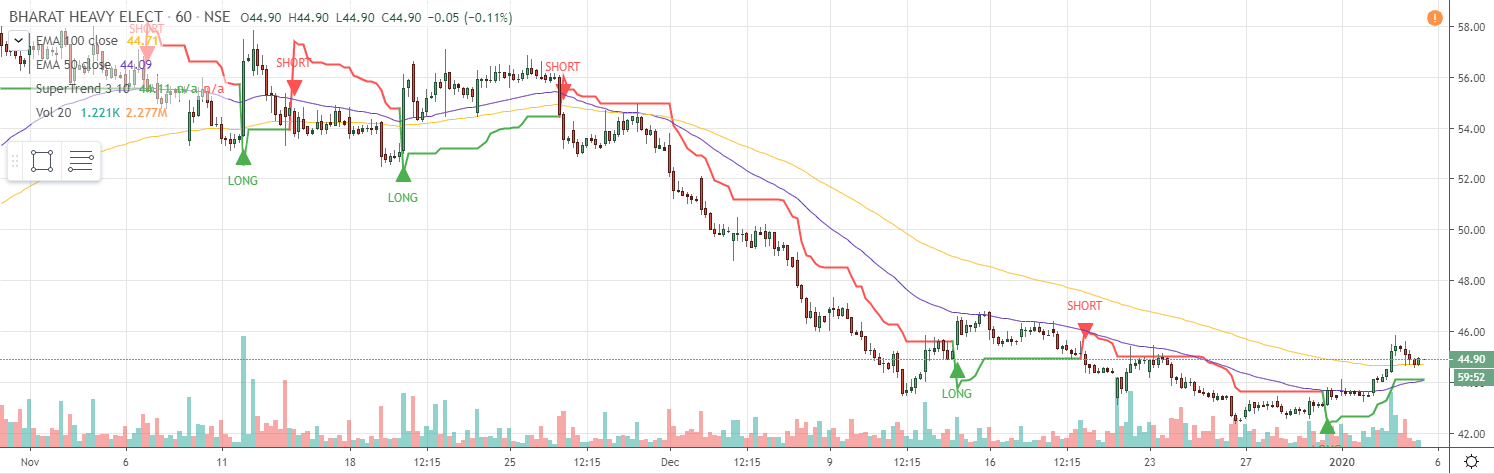 BHARAT HEAVY ELECT · 60 · NSE O44.90 H44.90 L44.90 C44.90 −0.05 (−0.11%)
SHORT
EMA 100 close 44.71
EMA 50 close 44.09
SuperTrend 3 10 44.11 n/a n/a
Vol 20 1.221K 2.277M
SHORT
SHORT
LONG
LONG
SHORT
LONG
58.00
56.00
54.00
52.00
50.00
48.00
46.00
44.90
59:52
42.00
Nov 6 11 18 12:15 25 12:15 Dec 12:15 9 12:15 16 12:15 23 27 2020 6